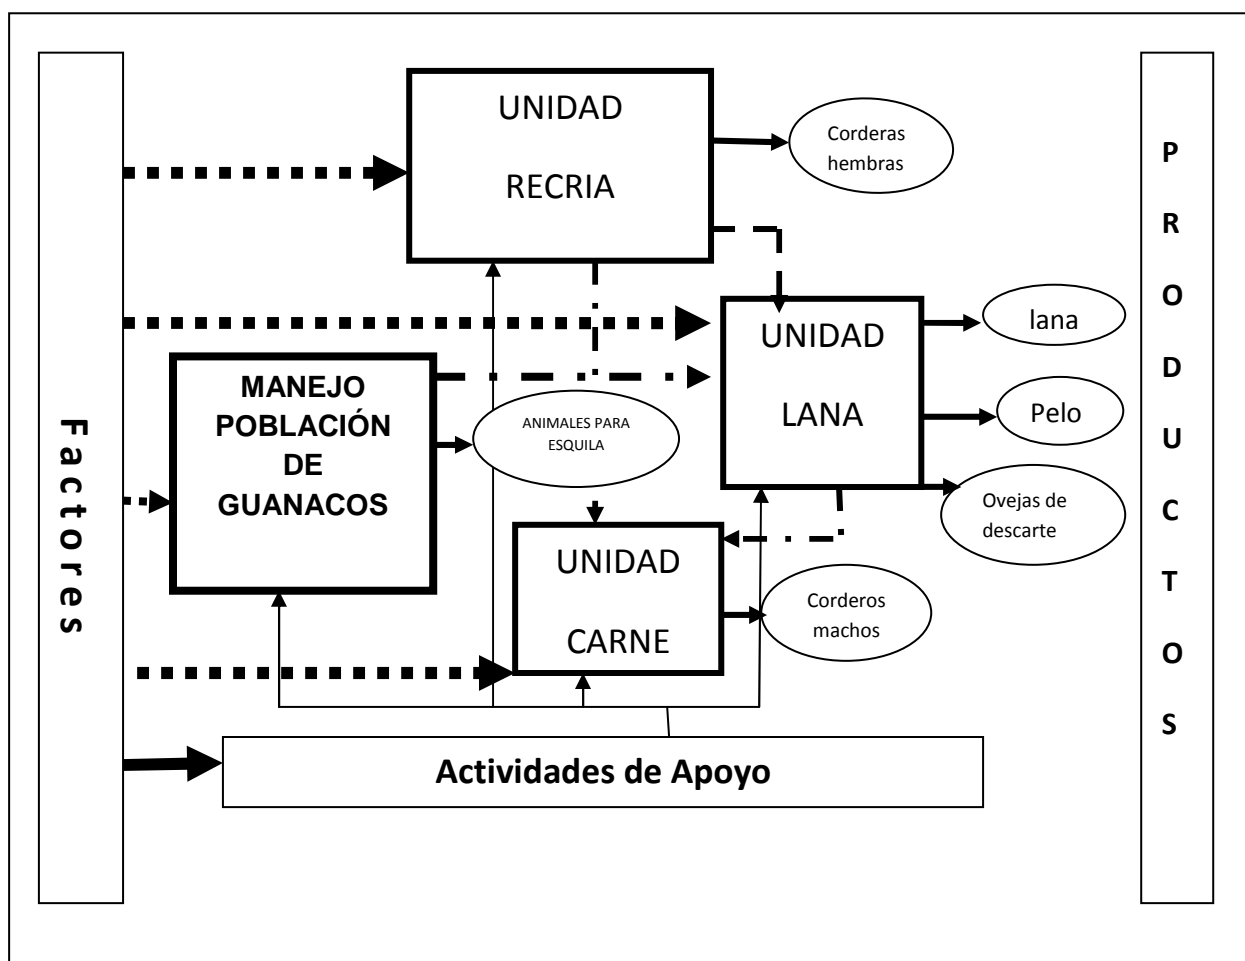 UNIDAD
RECRIA
Corderas
hembras
UNIDAD
LANA
lana
Pelo
Ovejas de
descarte
MANEJO
POBLACIÓN
DE
GUANACOS
ANIMALES PARA
ESQUILA
UNIDAD
CARNE
Corderos
machos
Factores
Actividades de Apoyo
PRODUCTOS